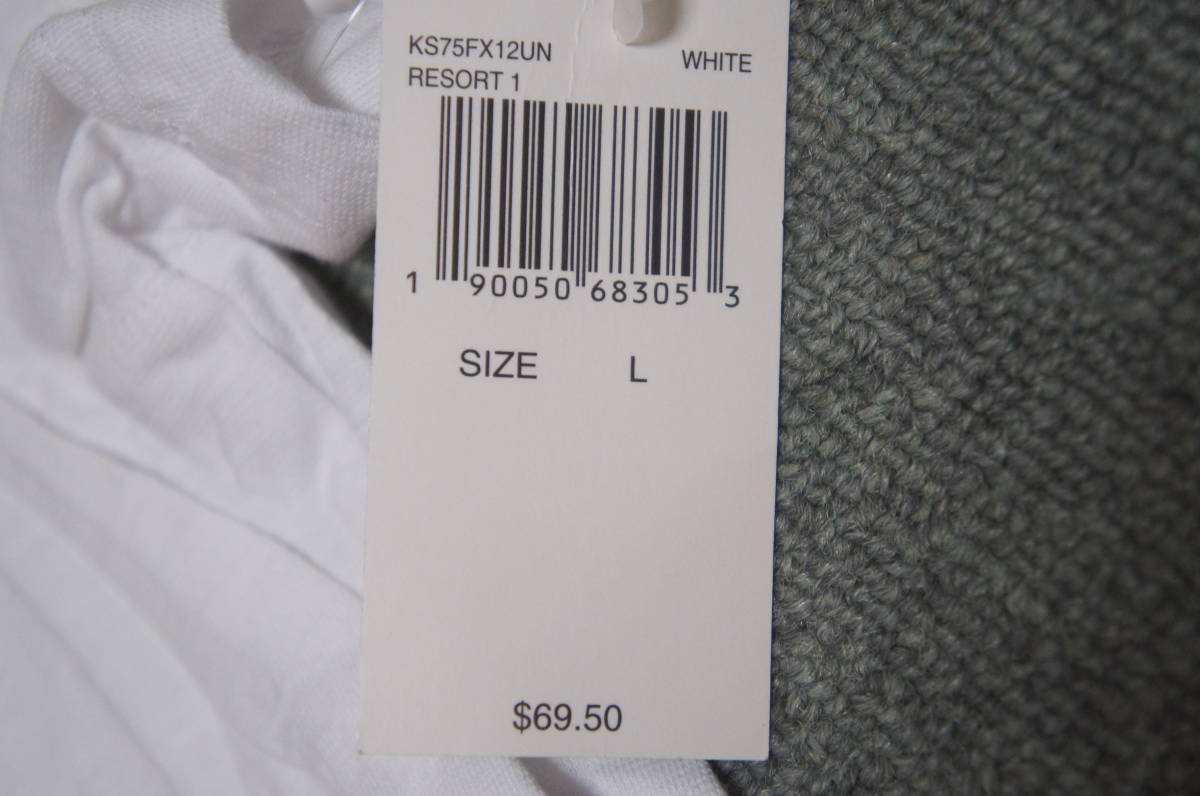 KS75FX12UN WHITE
RESORT 1
1 90050 68305 3
SIZE L
$69.50